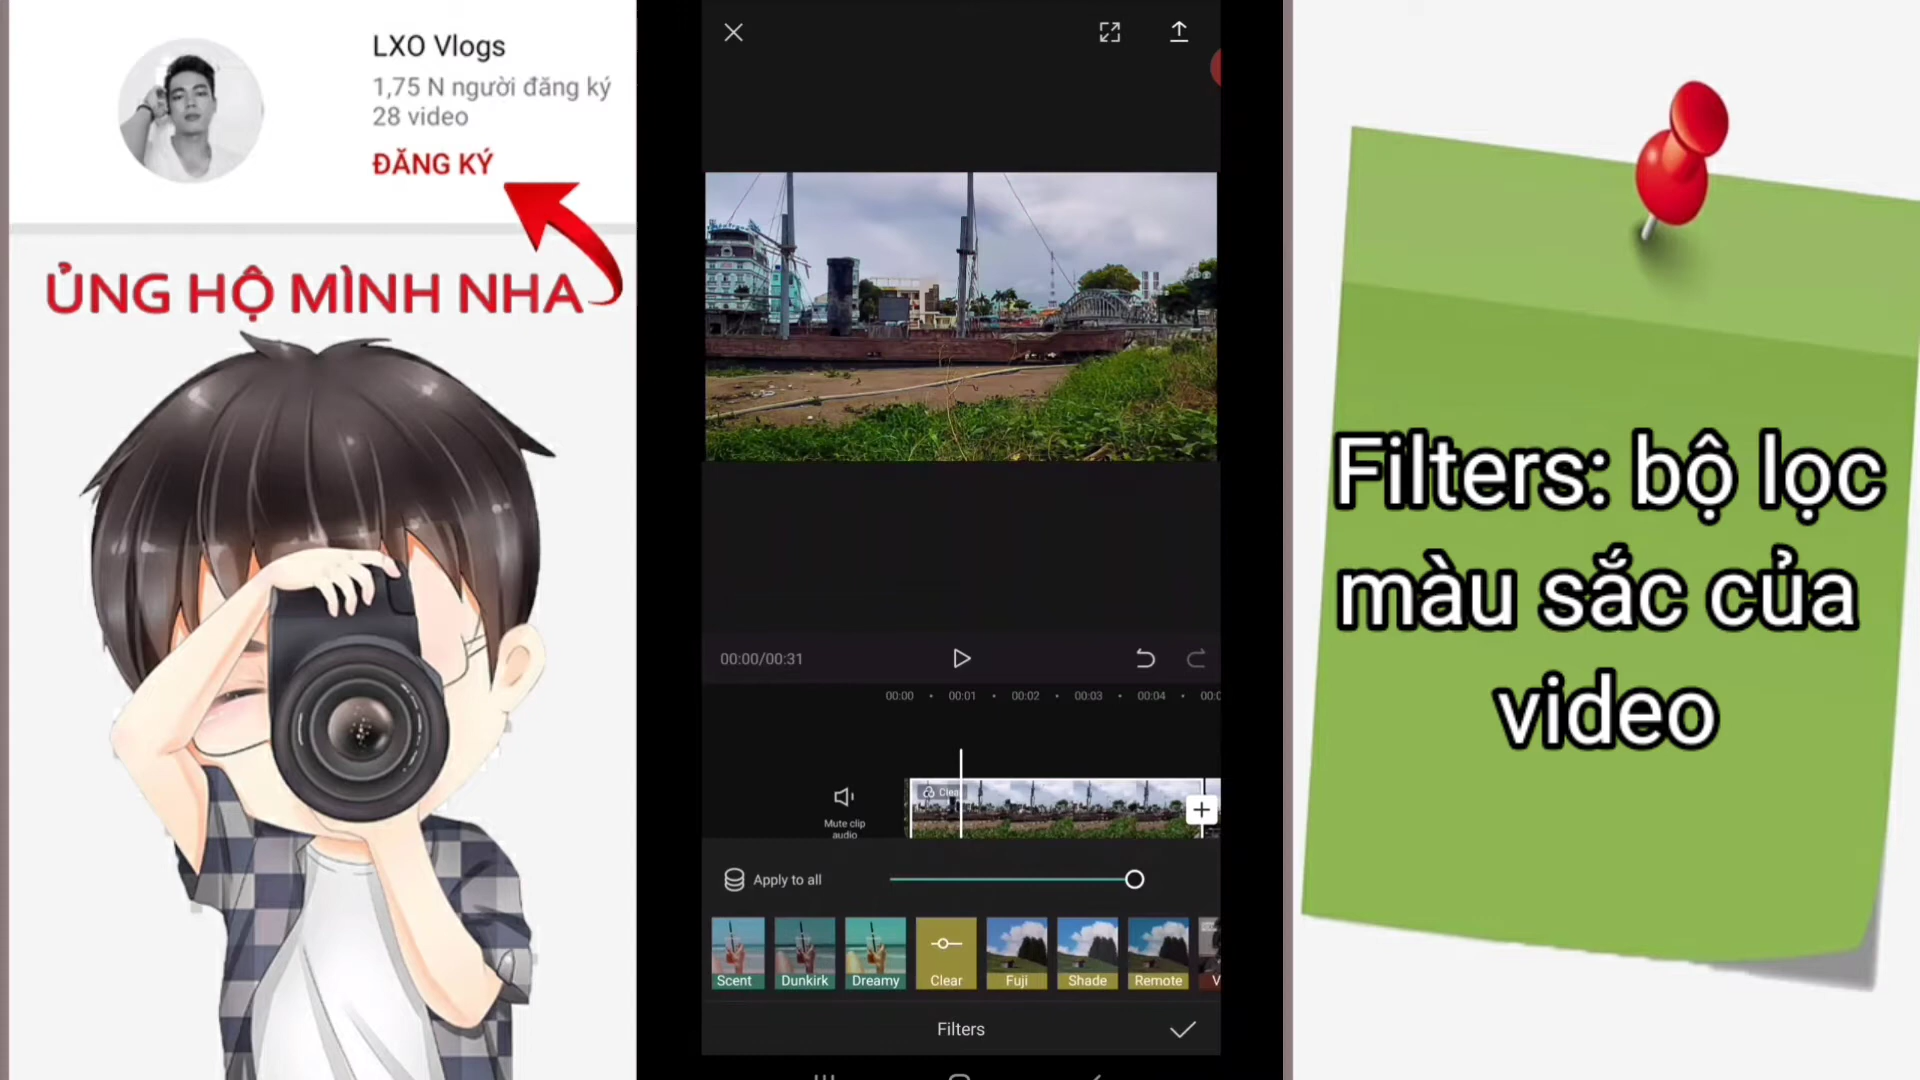 LXO Vlogs
1,75 N người đăng ký
28 video
ĐĂNG KÝ
ỦNG HỘ MÌNH NHA
00:00/00:31
00:00 • 00:01 • 00:02 • 00:03 • 00:04 •
Clear
Mute clip
audio
Apply to all
Scent Dunkirk Dreamy Clear Fuji Shade Remote
Filters
Filters: bộ lọc
màu sắc của
video